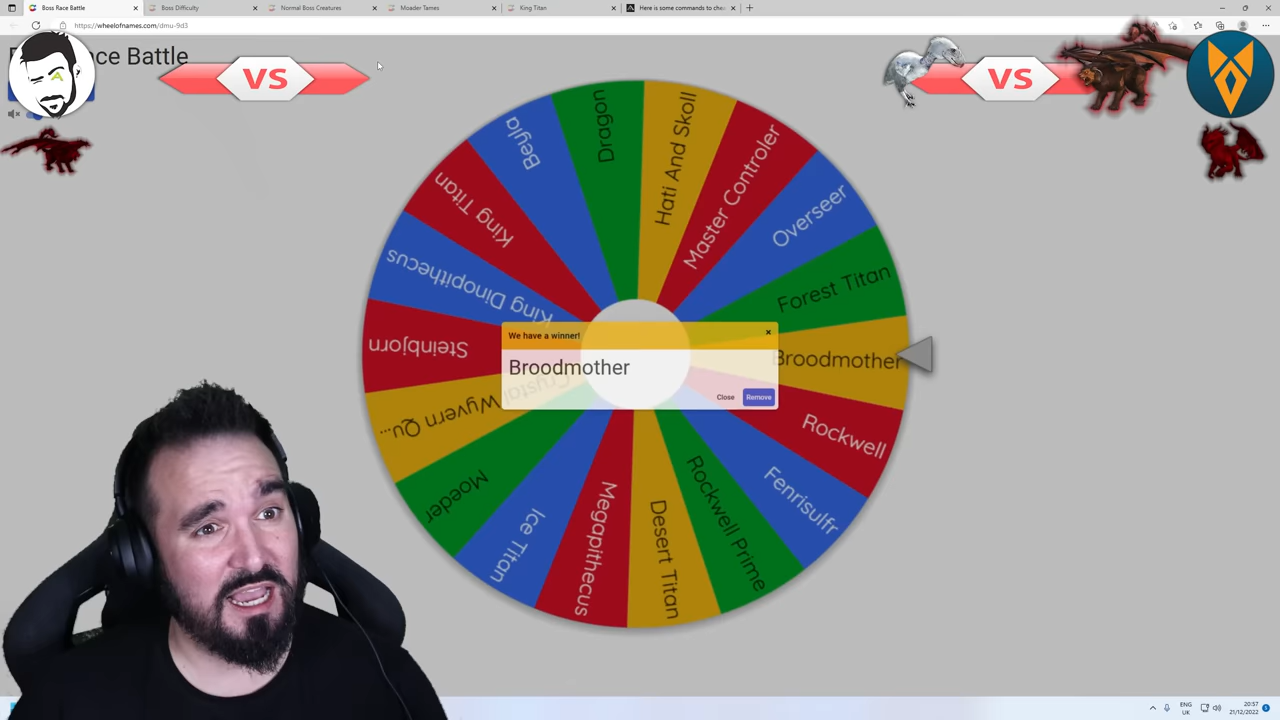 Boss Race Battle
Boss Difficulty
Normal Boss Creatures
Moader Tames
King Titan
Here is some commands to che
https://wheelofnames.com/dmu-9d3
ce Battle
VS
VS
Dragon
Hati And Skoll
Master Controler
Overseer
Forest Titan
Broodmother
Rockwell
Fenrisulfr
Rockwell Prime
Desert Titan
Megapithecus
Ice Titan
Moeder
Crystal Wyvern Qu...
Steinbjorn
King Dinopithecus
King Titan
Beyla
We have a winner!
Broodmother
Close
Remove
ENG
UK
20:57
21/12/2022